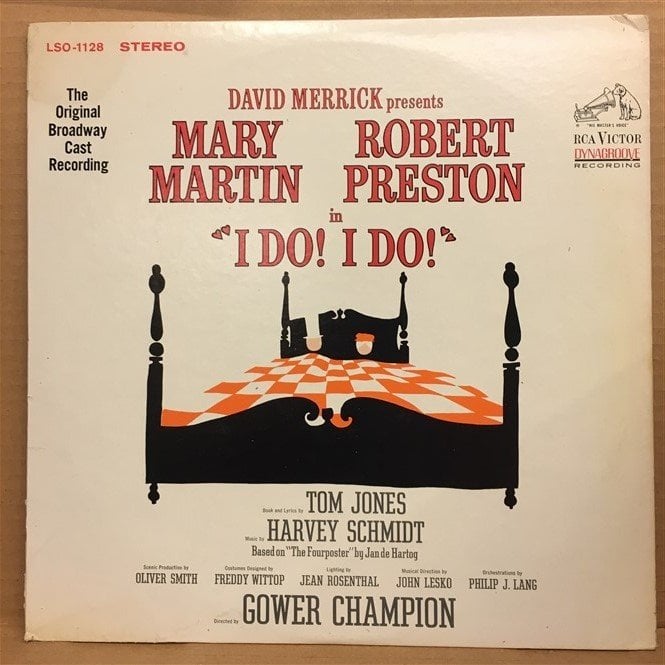 LSO-1128 STEREO
The
Original
Broadway
Cast
Recording
DAVID MERRICK presents
MARY MARTIN
ROBERT PRESTON
in
"I DO! I DO!"
"HIS MASTER'S VOICE"
RCA VICTOR
DYNAGROOVE
RECORDING
Book and Lyrics by TOM JONES
Music by HARVEY SCHMIDT
Based on "The Fourposter" by Jan de Hartog
Scenic Production by
OLIVER SMITH
Costumes Designed by
FREDDY WITTOP
Lighting by
JEAN ROSENTHAL
Musical Direction by
JOHN LESKO
Orchestrations by
PHILIP J. LANG
Directed by GOWER CHAMPION